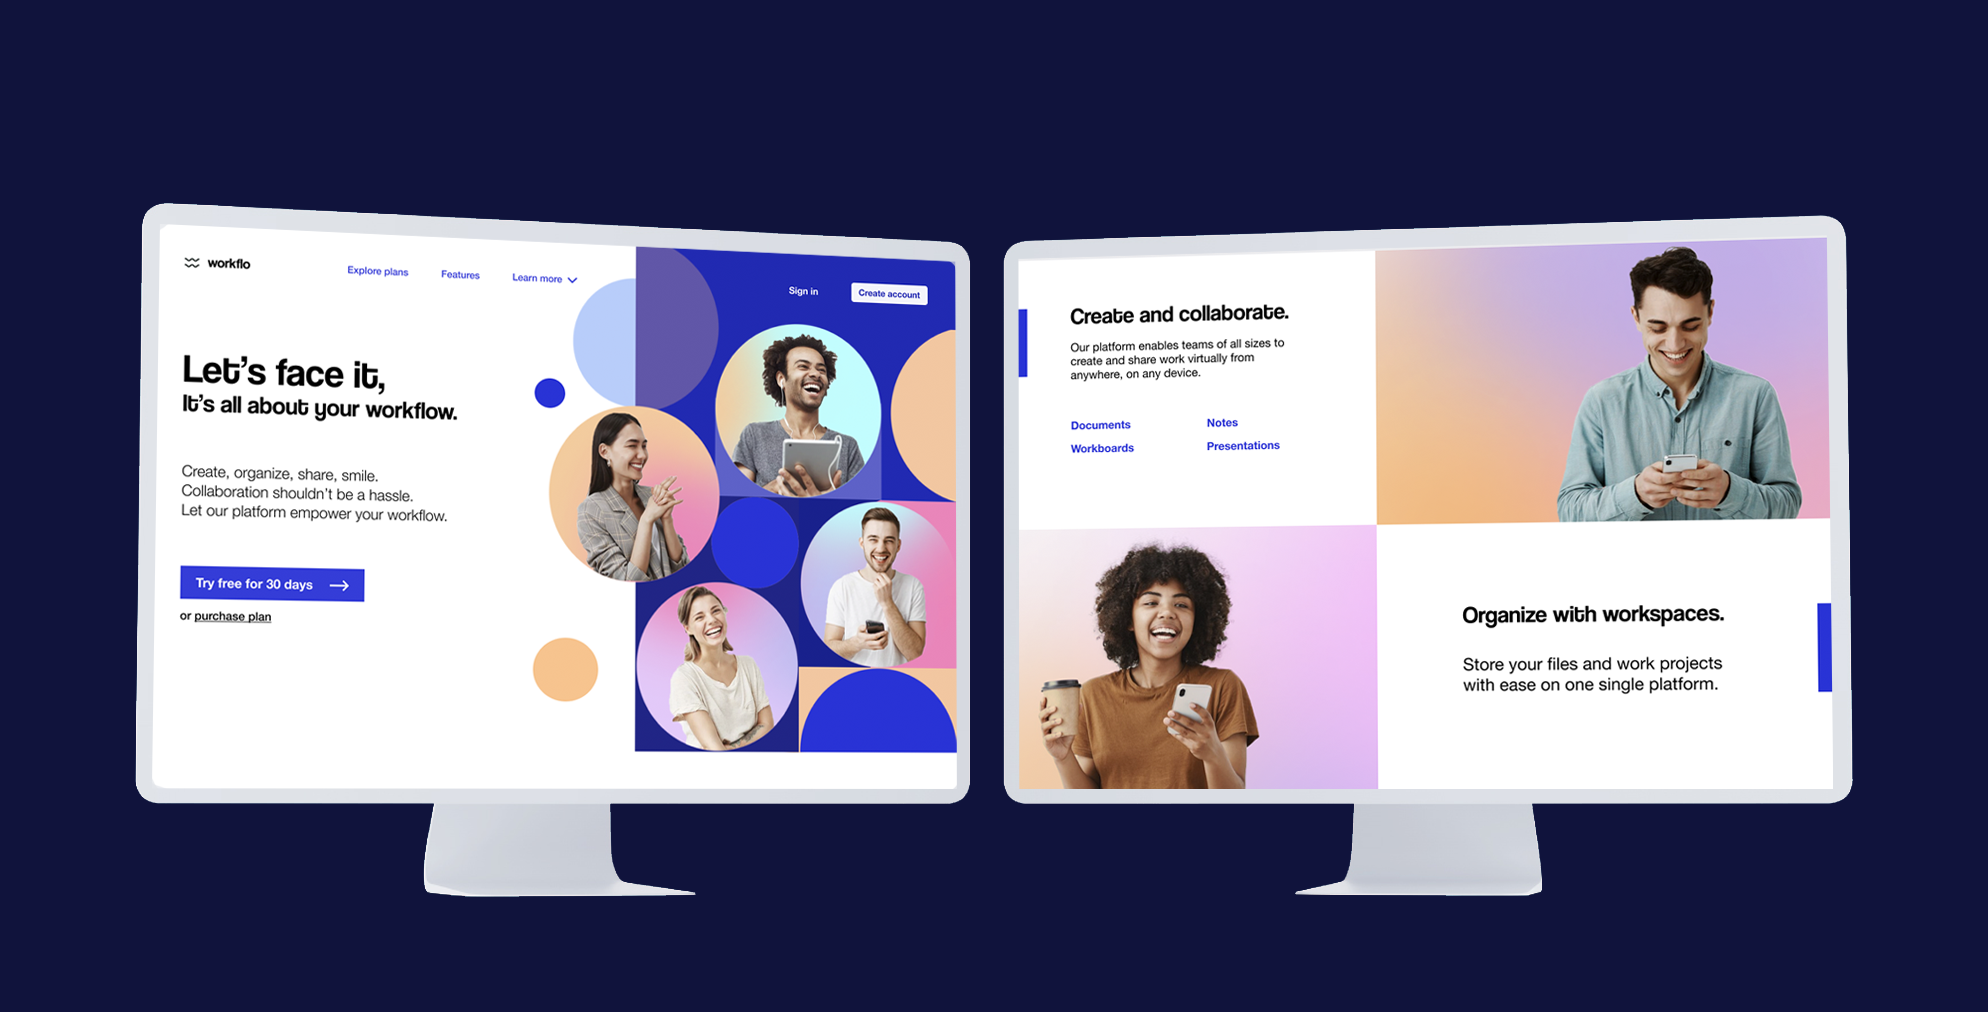 workflo
Explore plans
Features
Learn more
Sign in
Create account
Let's face it,
It's all about your workflow.
Create, organize, share, smile.
Collaboration shouldn't be a hassle.
Let our platform empower your workflow.
Try free for 30 days
or purchase plan
Create and collaborate.
Our platform enables teams of all sizes to
create and share work virtually from
anywhere, on any device.
Documents
Notes
Workboards
Presentations
Organize with workspaces.
Store your files and work projects
with ease on one single platform.